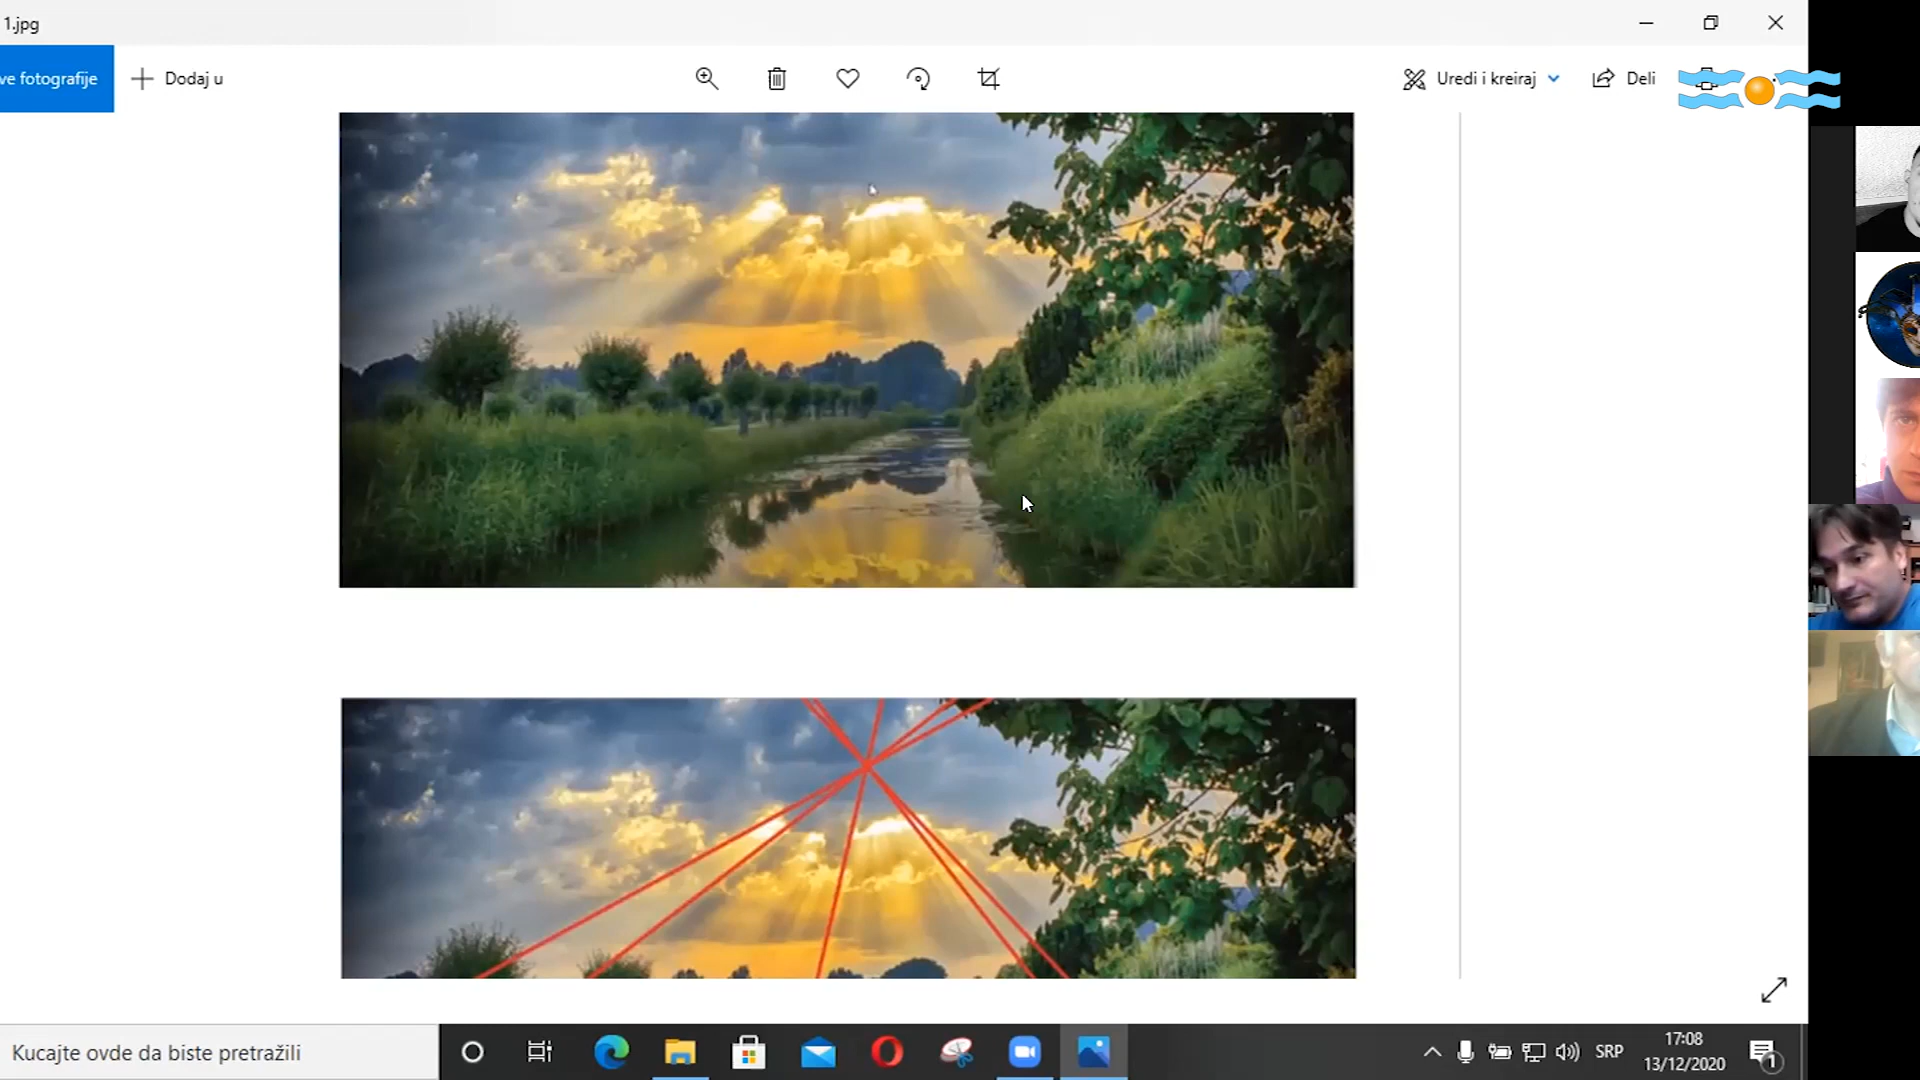 1.jpg
ve fotografije
Dodaj u
Uredi i kreiraj
Deli
Kucajte ovde da biste pretražili
SRP
17:08
13/12/2020
1